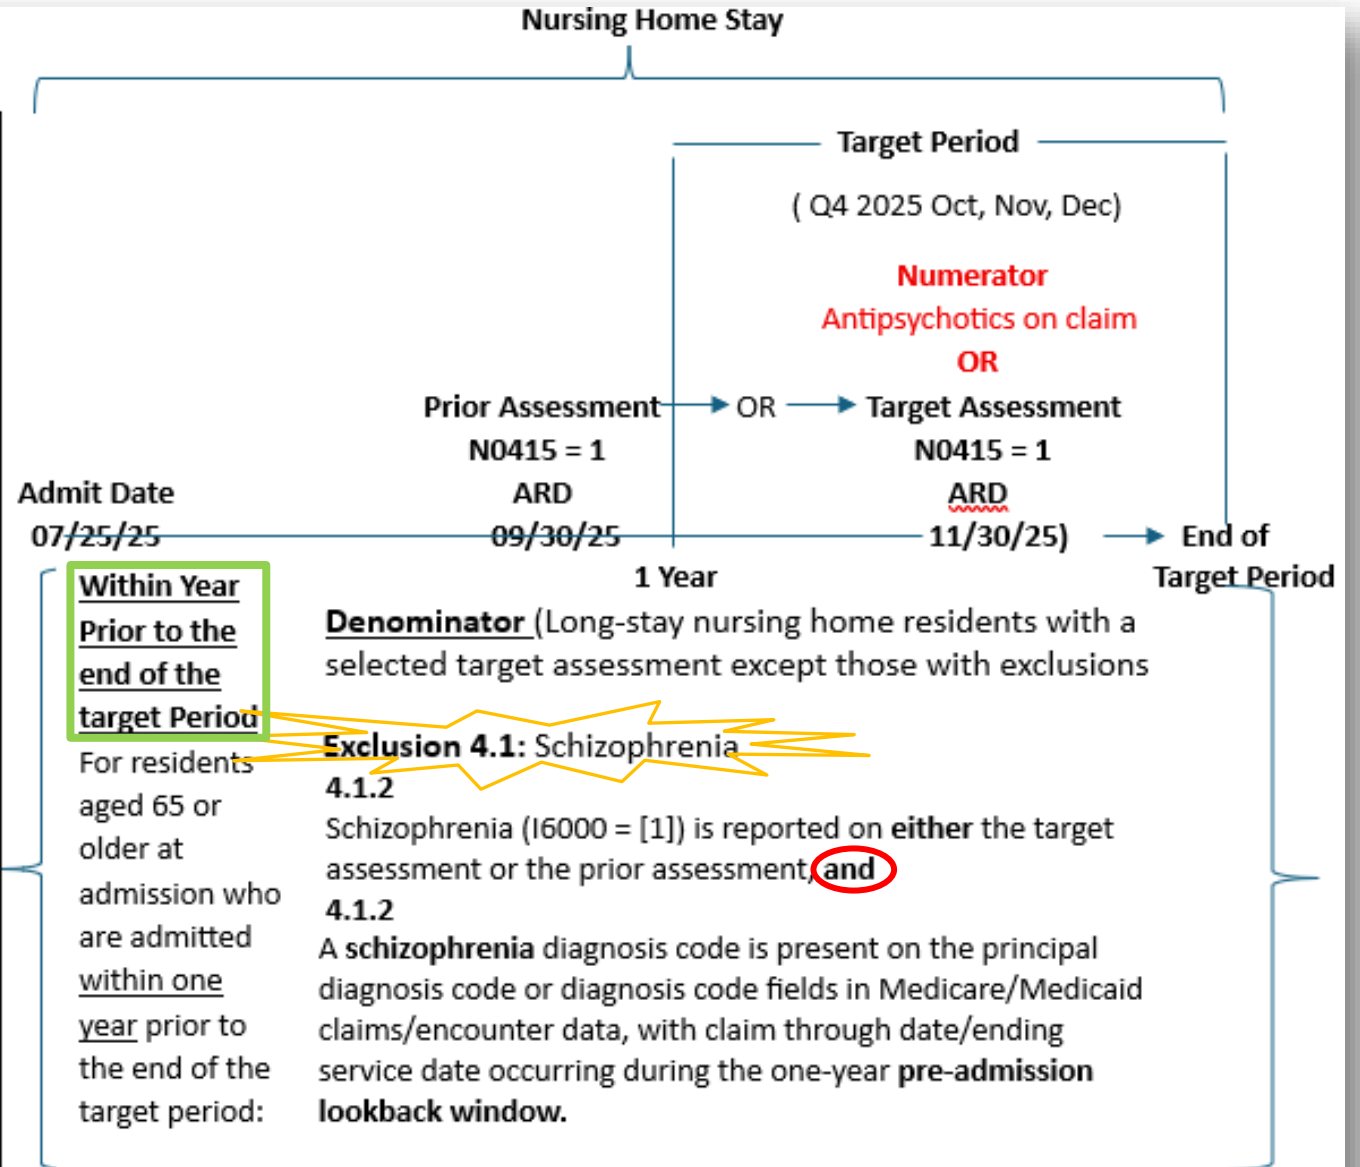 Nursing Home Stay
Target Period
( Q4 2025 Oct, Nov, Dec)
Numerator
Antipsychotics on claim
OR
Prior Assessment OR Target Assessment
N0415 = 1 N0415 = 1
Admit Date ARD ARD
07/25/25 09/30/25 11/30/25) End of
1 Year Target Period
Within Year
Prior to the
end of the
target Period
For residents
aged 65 or
older at
admission who
are admitted
within one
year prior to
the end of the
target period:
Denominator (Long-stay nursing home residents with a
selected target assessment except those with exclusions
Exclusion 4.1: Schizophrenia
4.1.2
Schizophrenia (I6000 = [1]) is reported on either the target
assessment or the prior assessment, and
4.1.2
A schizophrenia diagnosis code is present on the principal
diagnosis code or diagnosis code fields in Medicare/Medicaid
claims/encounter data, with claim through date/ending
service date occurring during the one-year pre-admission
lookback window.